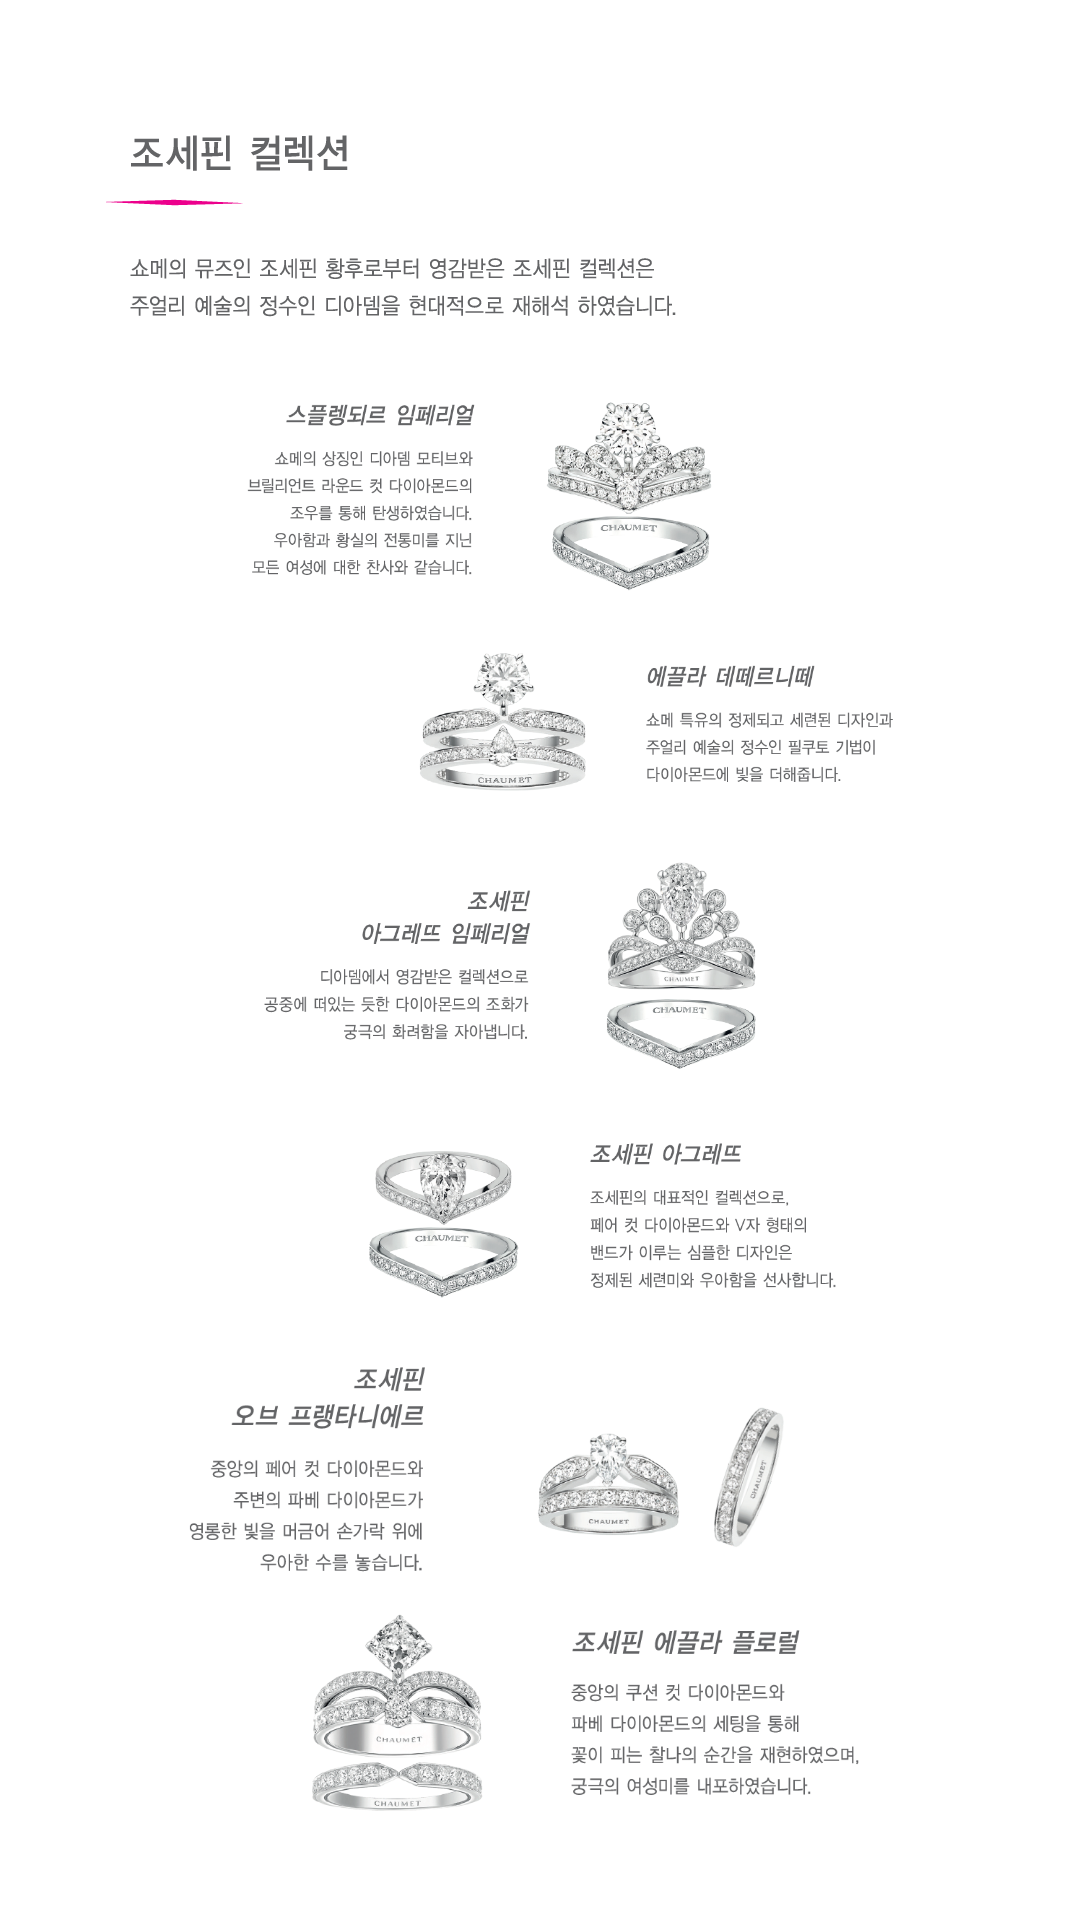 조세핀 컬렉션
쇼메의 뮤즈인 조세핀 황후로부터 영감받은 조세핀 컬렉션은
주얼리 예술의 정수인 디아뎀을 현대적으로 재해석 하였습니다.
스플렝되르 임페리얼
쇼메의 상징인 디아뎀 모티브와
브릴리언트 라운드 컷 다이아몬드의
조우를 통해 탄생하였습니다.
우아함과 황실의 전통미를 지닌
모든 여성에 대한 찬사와 같습니다.
CHAUMET
에끌라 데떼르니떼
쇼메 특유의 정제되고 세련된 디자인과
주얼리 예술의 정수인 필쿠토 기법이
다이아몬드에 빛을 더해줍니다.
CHAUMET
조세핀
아그레뜨 임페리얼
디아뎀에서 영감받은 컬렉션으로
공중에 떠있는 듯한 다이아몬드의 조화가
궁극의 화려함을 자아냅니다.
CHAUMET
CHAUMET
조세핀 아그레뜨
조세핀의 대표적인 컬렉션으로,
페어 컷 다이아몬드와 V자 형태의
밴드가 이루는 심플한 디자인은
정제된 세련미와 우아함을 선사합니다.
CHAUMET
조세핀
오브 프랭타니에르
중앙의 페어 컷 다이아몬드와
주변의 파베 다이아몬드가
영롱한 빛을 머금어 손가락 위에
우아한 수를 놓습니다.
CHAUMET
CHAUMET
조세핀 에끌라 플로럴
중앙의 쿠션 컷 다이아몬드와
파베 다이아몬드의 세팅을 통해
꽃이 피는 찰나의 순간을 재현하였으며,
궁극의 여성미를 내포하였습니다.
CHAUMET
CHAUMET